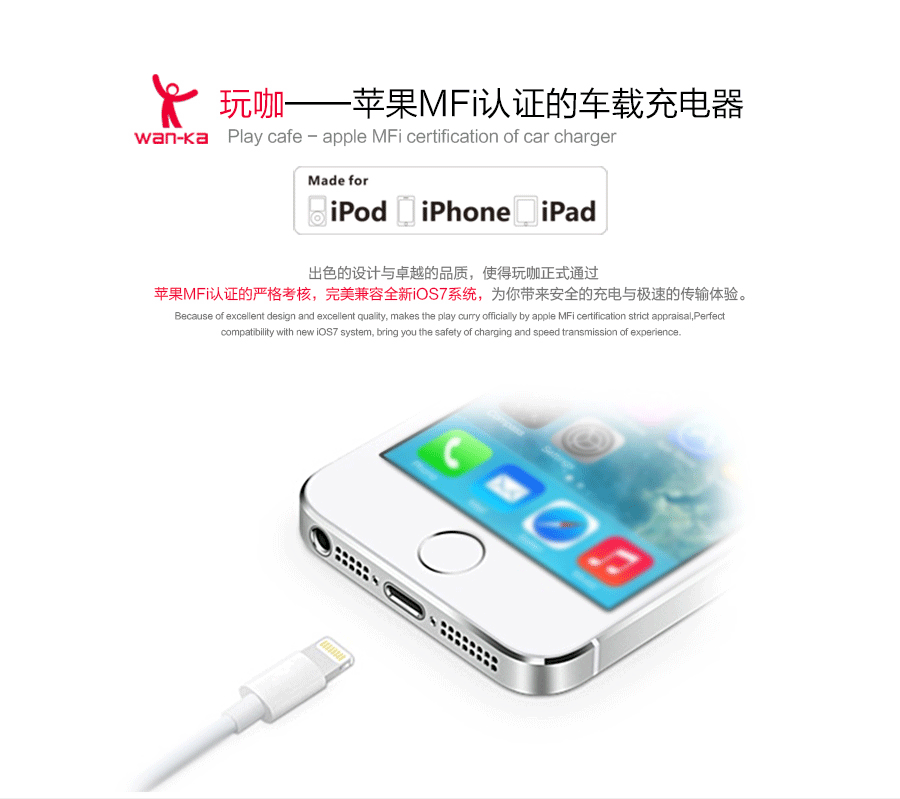 wan-ka
玩咖——苹果MFi认证的车载充电器
Play cafe – apple MFi certification of car charger
Made for
iPod iPhone iPad
出色的设计与卓越的品质，使得玩咖正式通过
苹果MFi认证的严格考核，完美兼容全新iOS7系统，为你带来安全的充电与极速的传输体验。
Because of excellent design and excellent quality, makes the play curry officially by apple MFi certification strict appraisal,Perfect
compatibility with new iOS7 system, bring you the safety of charging and speed transmission of experience.
Compass
Settings
Phone